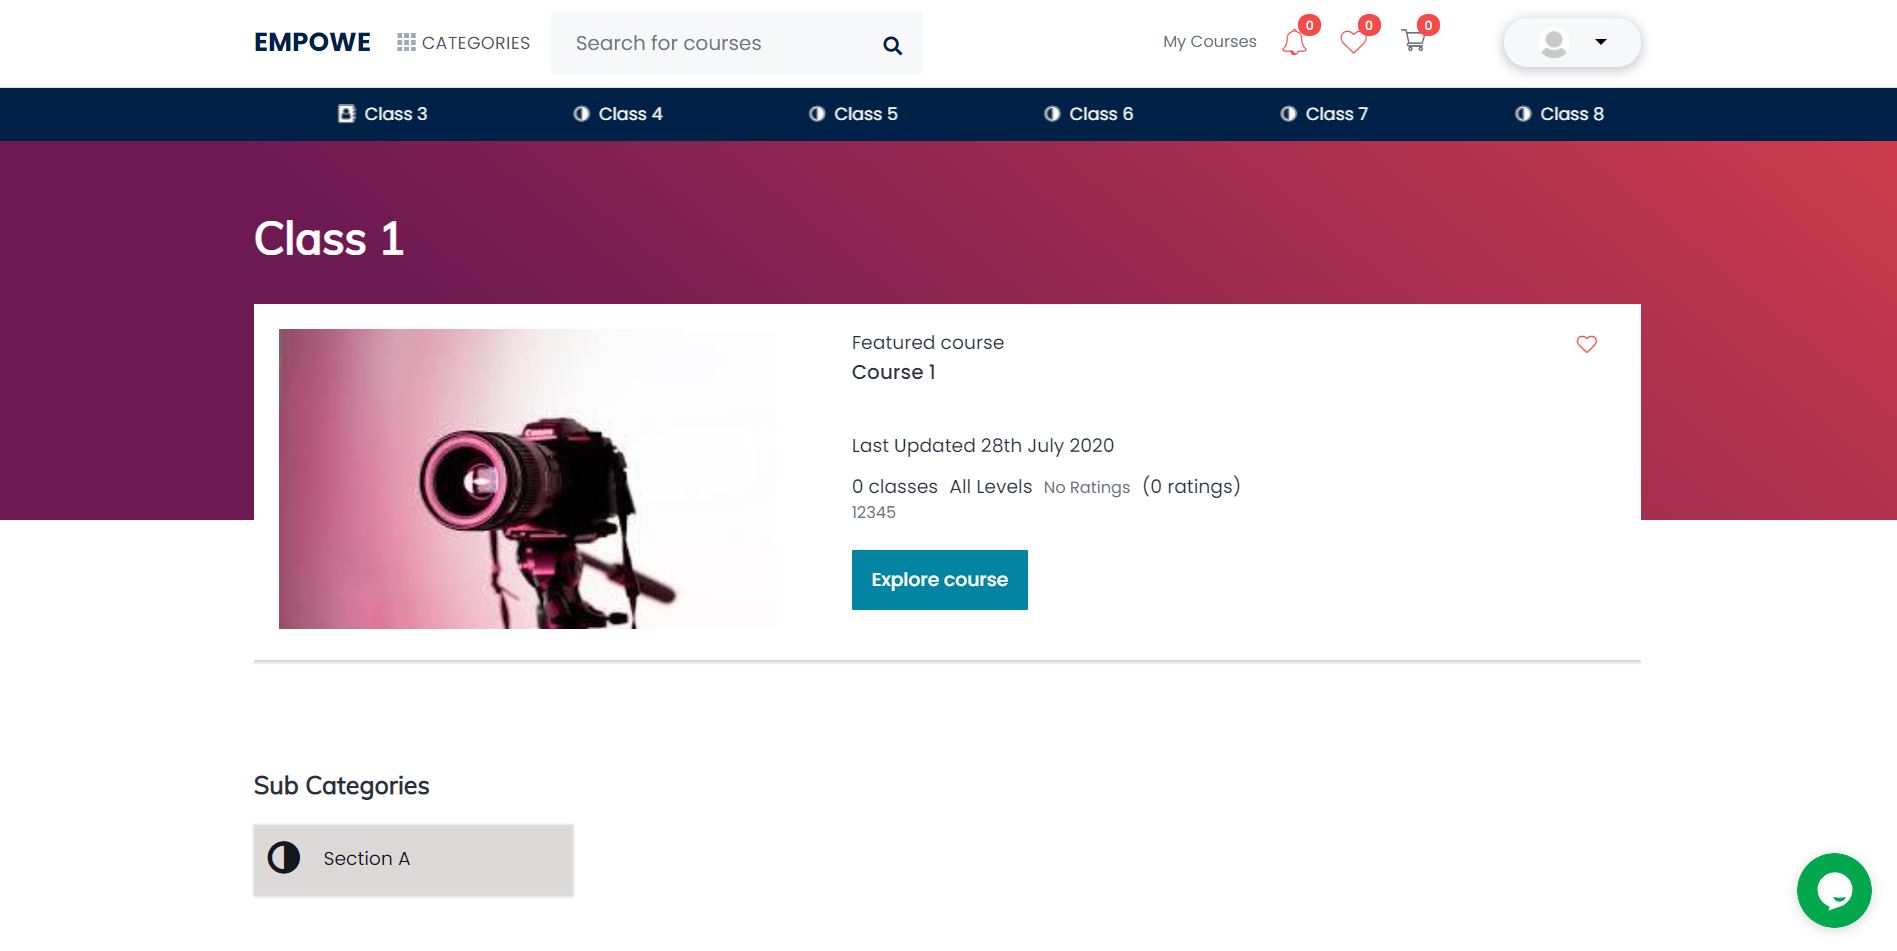 EMPOWE CATEGORIES Search for courses My Courses 0 0 0
Class 3 Class 4 Class 5 Class 6 Class 7 Class 8
Class 1
Featured course
Course 1
Last Updated 28th July 2020
0 classes All Levels No Ratings (0 ratings)
12345
Explore course
Sub Categories
Section A